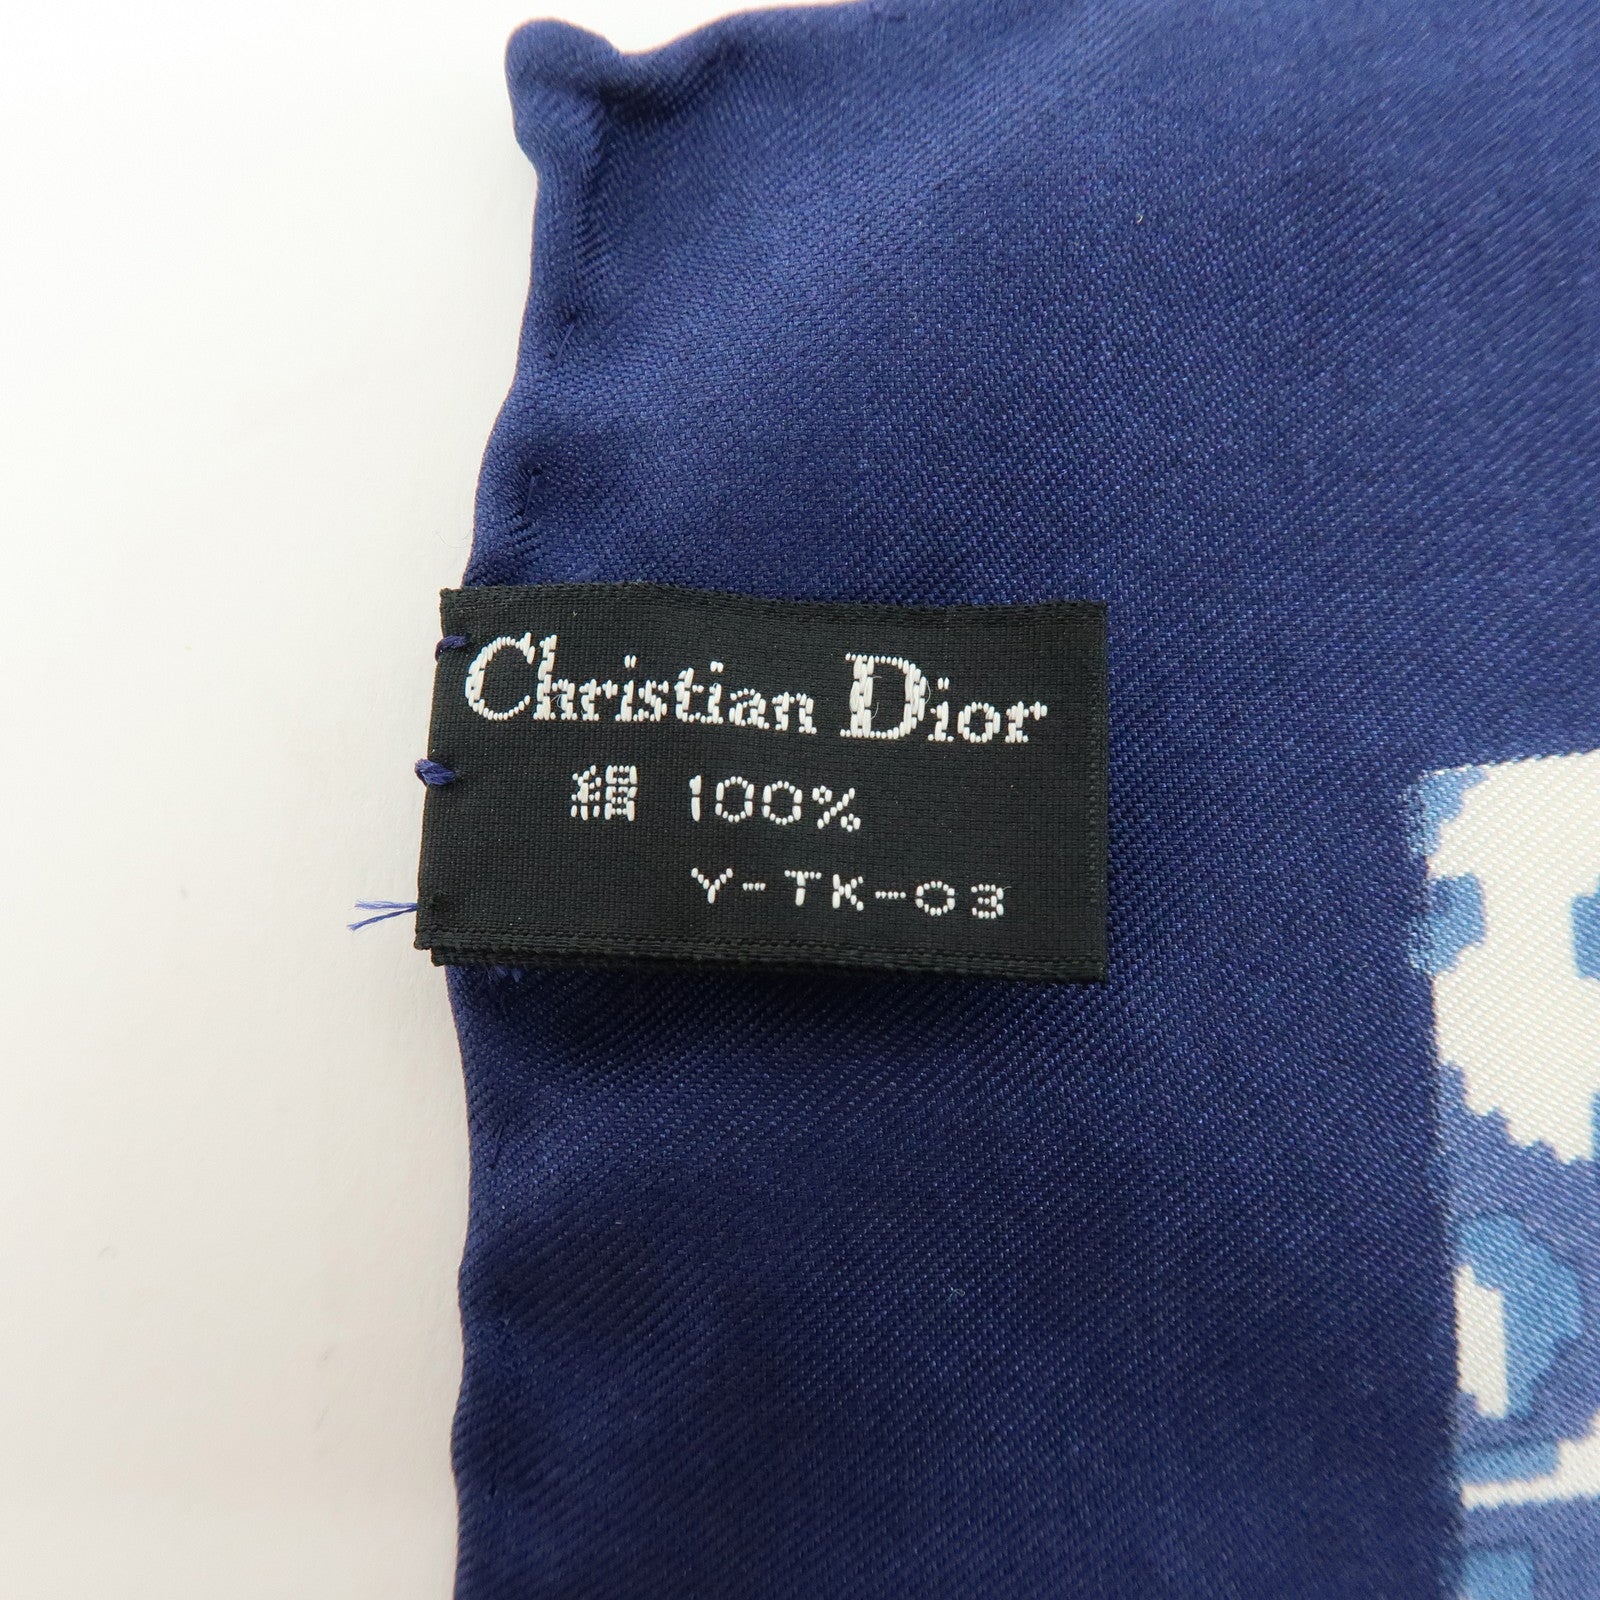 Christian Dior
絹 100%
Y-TK-03